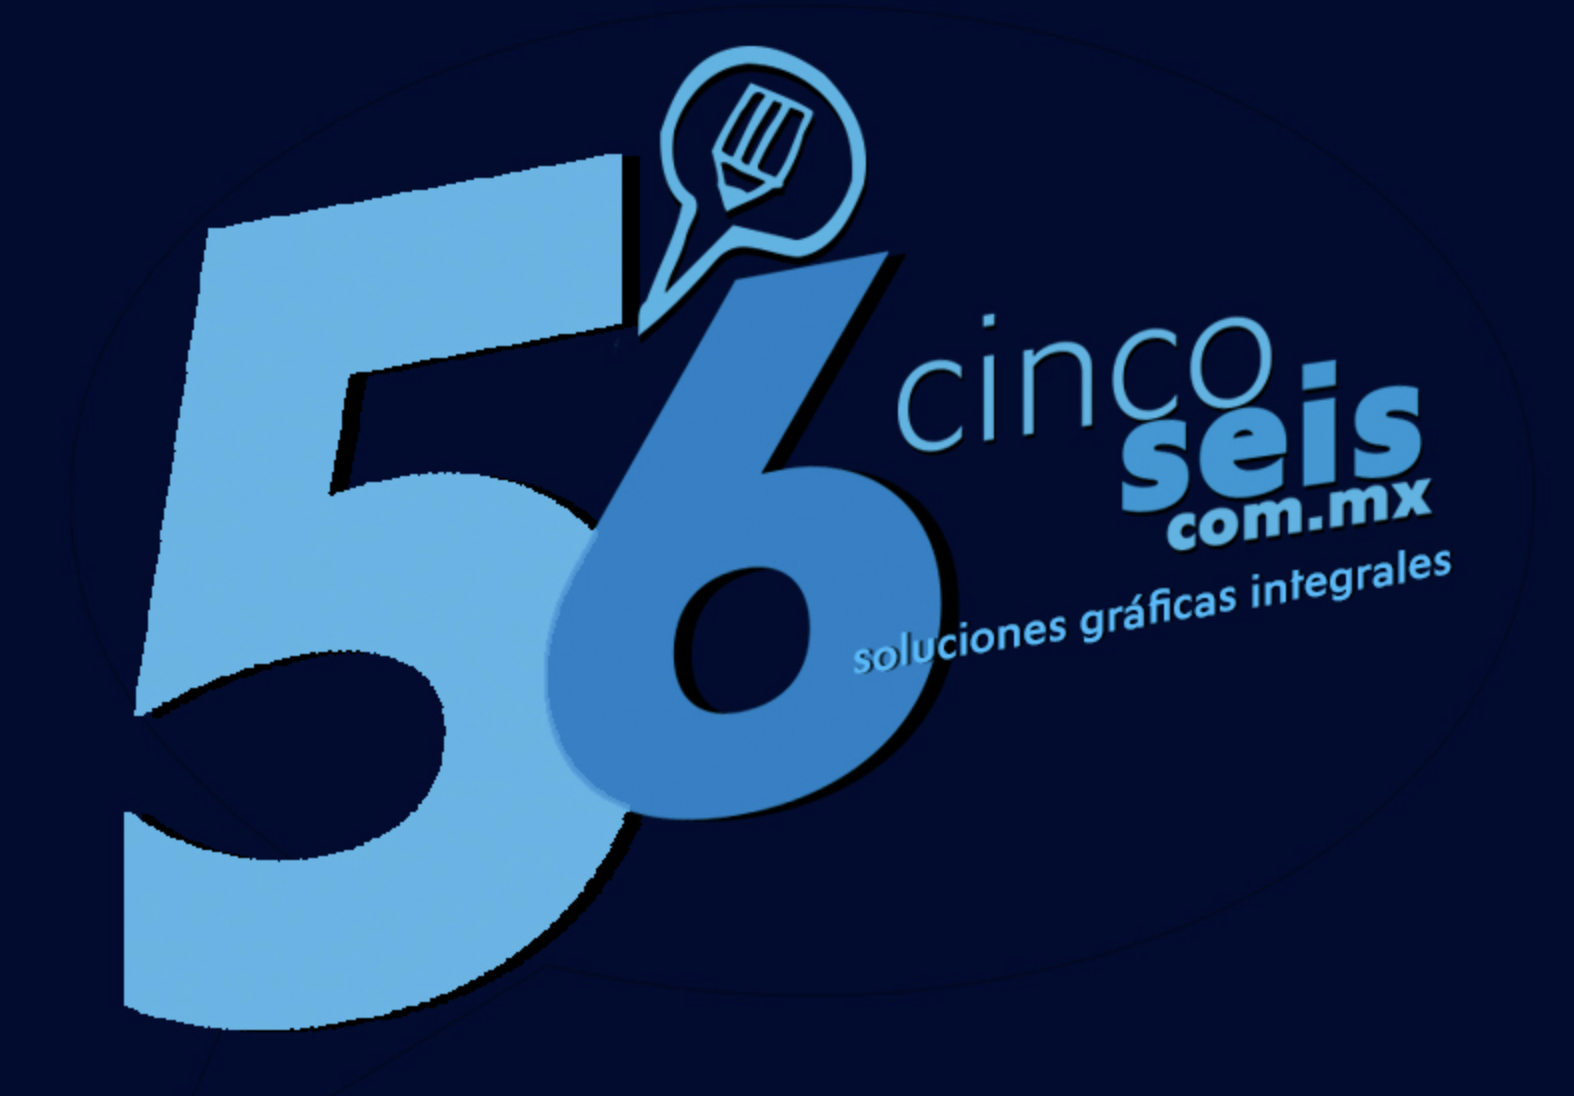 56
cinco
seis
com.mx
soluciones gráficas integrales